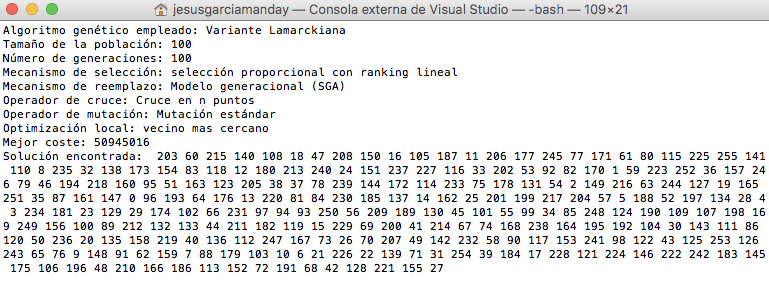 jesusgarciamanday — Consola externa de Visual Studio — -bash — 109×21
Algoritmo genético empleado: Variante Lamarckiana
Tamaño de la población: 100
Número de generaciones: 100
Mecanismo de selección: selección proporcional con ranking lineal
Mecanismo de reemplazo: Modelo generacional (SGA)
Operador de cruce: Cruce en n puntos
Operador de mutación: Mutación estándar
Optimización local: vecino mas cercano
Mejor coste: 50945016
Solución encontrada:  203 60 215 140 108 18 47 208 150 16 105 187 11 206 177 245 77 171 61 80 115 225 255 141
 110 8 235 32 138 173 154 83 118 12 180 213 240 24 151 237 227 116 33 202 53 92 82 170 1 59 223 252 36 157 24
6 79 46 194 218 160 95 51 163 123 205 38 37 78 239 144 172 114 233 75 178 131 54 2 149 216 63 244 127 19 165
251 35 87 161 147 0 96 193 64 176 13 220 81 84 230 185 137 14 162 25 201 199 217 204 57 5 188 52 197 134 28 4
 3 234 181 23 129 29 174 102 66 231 97 94 93 250 56 209 189 130 45 101 55 99 34 85 248 124 190 109 107 198 16
9 249 156 100 89 212 132 133 44 211 182 119 15 229 69 200 41 214 67 74 168 238 164 195 192 104 30 143 111 86
120 50 236 20 135 158 219 40 136 112 247 167 73 26 70 207 49 142 232 58 90 117 153 241 98 122 43 125 253 126
243 65 76 9 148 91 62 159 7 88 179 103 10 6 21 226 22 139 71 31 254 39 184 17 228 121 224 146 222 242 183 145
 175 106 196 48 210 166 186 113 152 72 191 68 42 128 221 155 27